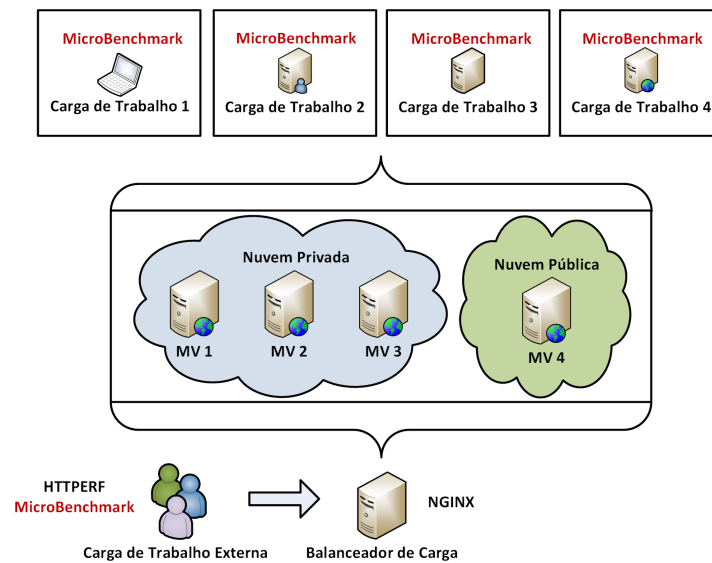 MicroBenchmark
Carga de Trabalho 1
MicroBenchmark
Carga de Trabalho 2
MicroBenchmark
Carga de Trabalho 3
MicroBenchmark
Carga de Trabalho 4
Nuvem Privada
MV 1
MV 2
MV 3
Nuvem Pública
MV 4
HTTPERF
MicroBenchmark
Carga de Trabalho Externa
NGINX
Balanceador de Carga